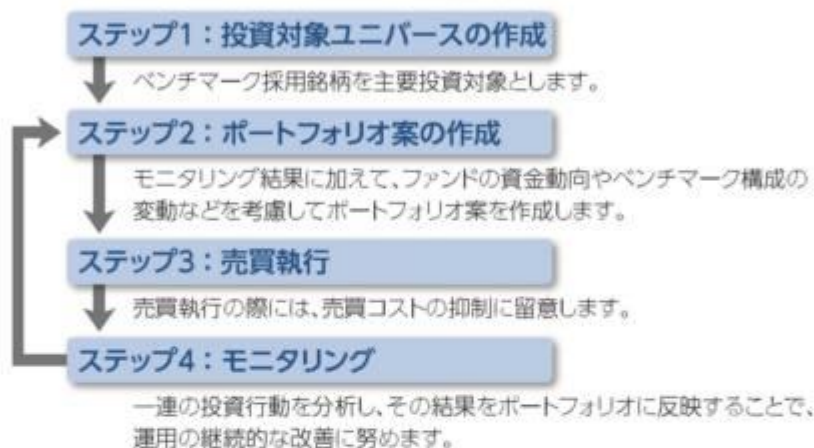 ステップ1：投資対象ユニバースの作成
ベンチマーク採用銘柄を主要投資対象とします。
ステップ2：ポートフォリオ案の作成
モニタリング結果に加えて、ファンドの資金動向やベンチマーク構成の
変動などを考慮してポートフォリオ案を作成します。
ステップ3：売買執行
売買執行の際には、売買コストの抑制に留意します。
ステップ4：モニタリング
一連の投資行動を分析し、その結果をポートフォリオに反映することで、
運用の継続的な改善に努めます。